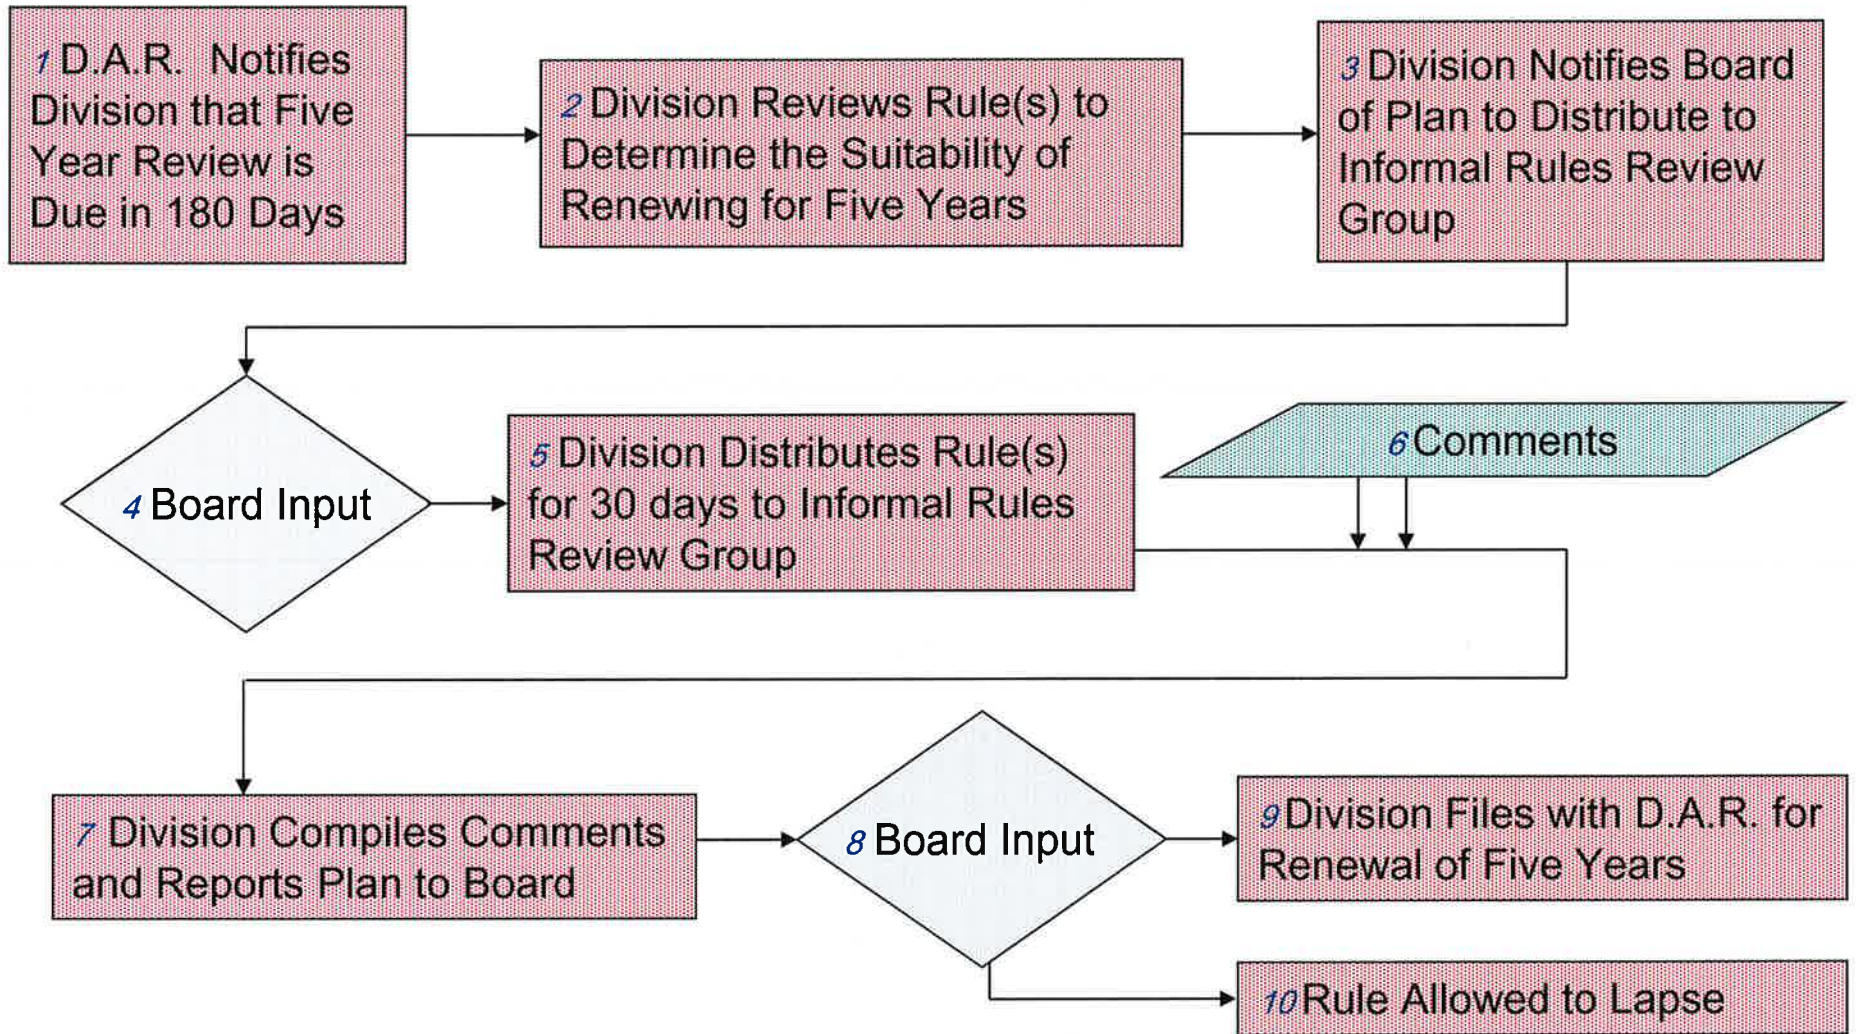 1 D.A.R. Notifies
Division that Five
Year Review is
Due in 180 Days
2 Division Reviews Rule(s) to
Determine the Suitability of
Renewing for Five Years
3 Division Notifies Board
of Plan to Distribute to
Informal Rules Review
Group
4 Board Input
5 Division Distributes Rule(s)
for 30 days to Informal Rules
Review Group
6 Comments
7 Division Compiles Comments
and Reports Plan to Board
8 Board Input
9 Division Files with D.A.R. for
Renewal of Five Years
10 Rule Allowed to Lapse